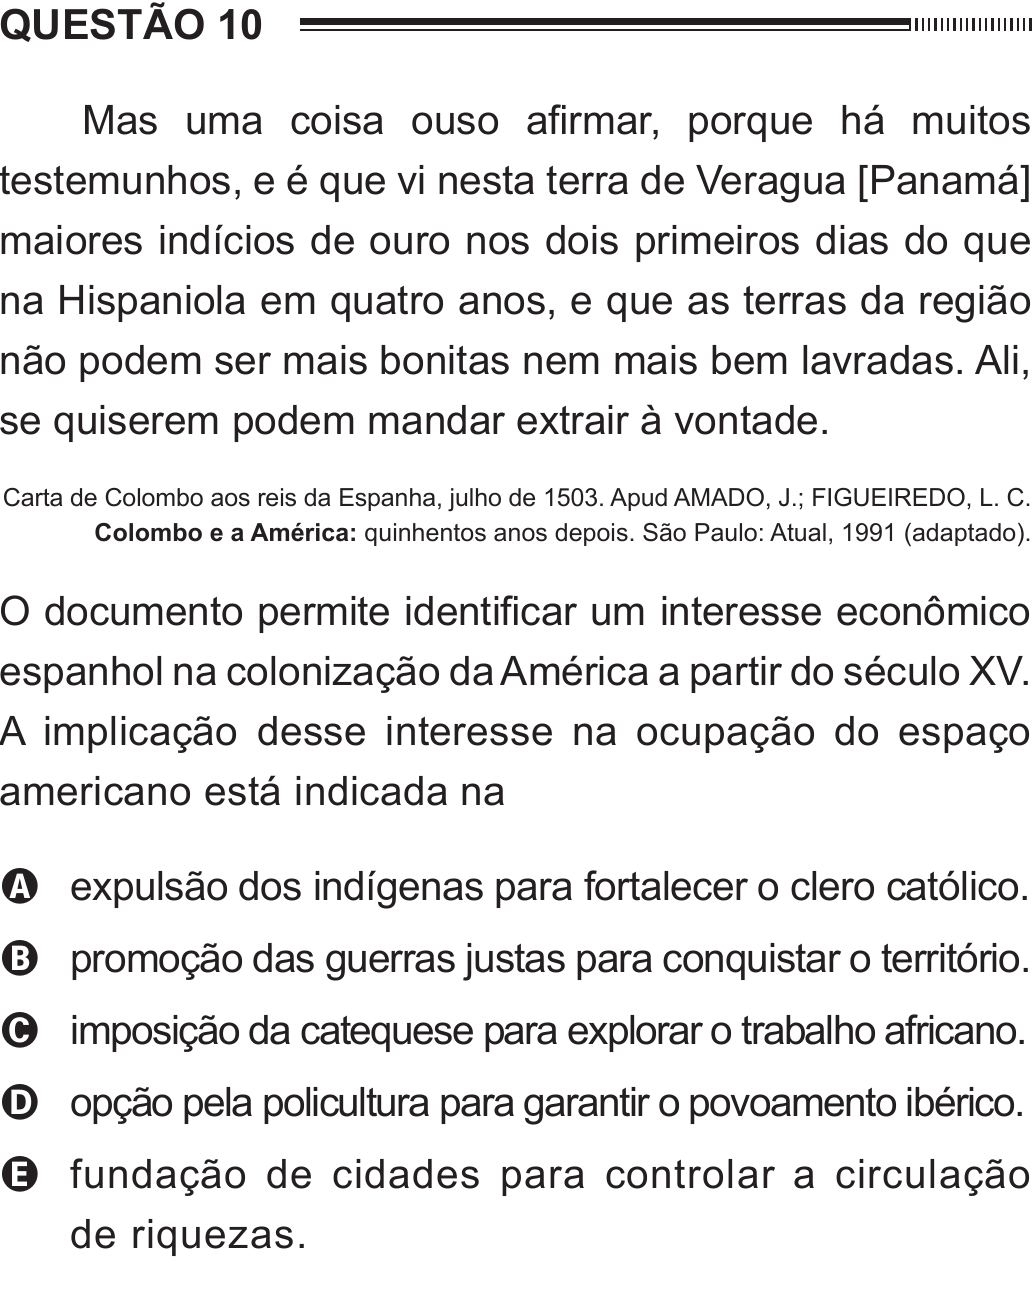 QUESTÃO 10
Mas uma coisa ouso afirmar, porque há muitos
testemunhos, e é que vi nesta terra de Veragua [Panamá]
maiores indícios de ouro nos dois primeiros dias do que
na Hispaniola em quatro anos, e que as terras da região
não podem ser mais bonitas nem mais bem lavradas. Ali,
se quiserem podem mandar extrair à vontade.
Carta de Colombo aos reis da Espanha, julho de 1503. Apud AMADO, J.; FIGUEIREDO, L. C.
Colombo e a América: quinhentos anos depois. São Paulo: Atual, 1991 (adaptado).
O documento permite identificar um interesse econômico
espanhol na colonização da América a partir do século XV.
A implicação desse interesse na ocupação do espaço
americano está indicada na
A expulsão dos indígenas para fortalecer o clero católico.
B promoção das guerras justas para conquistar o território.
C imposição da catequese para explorar o trabalho africano.
D opção pela policultura para garantir o povoamento ibérico.
E fundação de cidades para controlar a circulação
de riquezas.